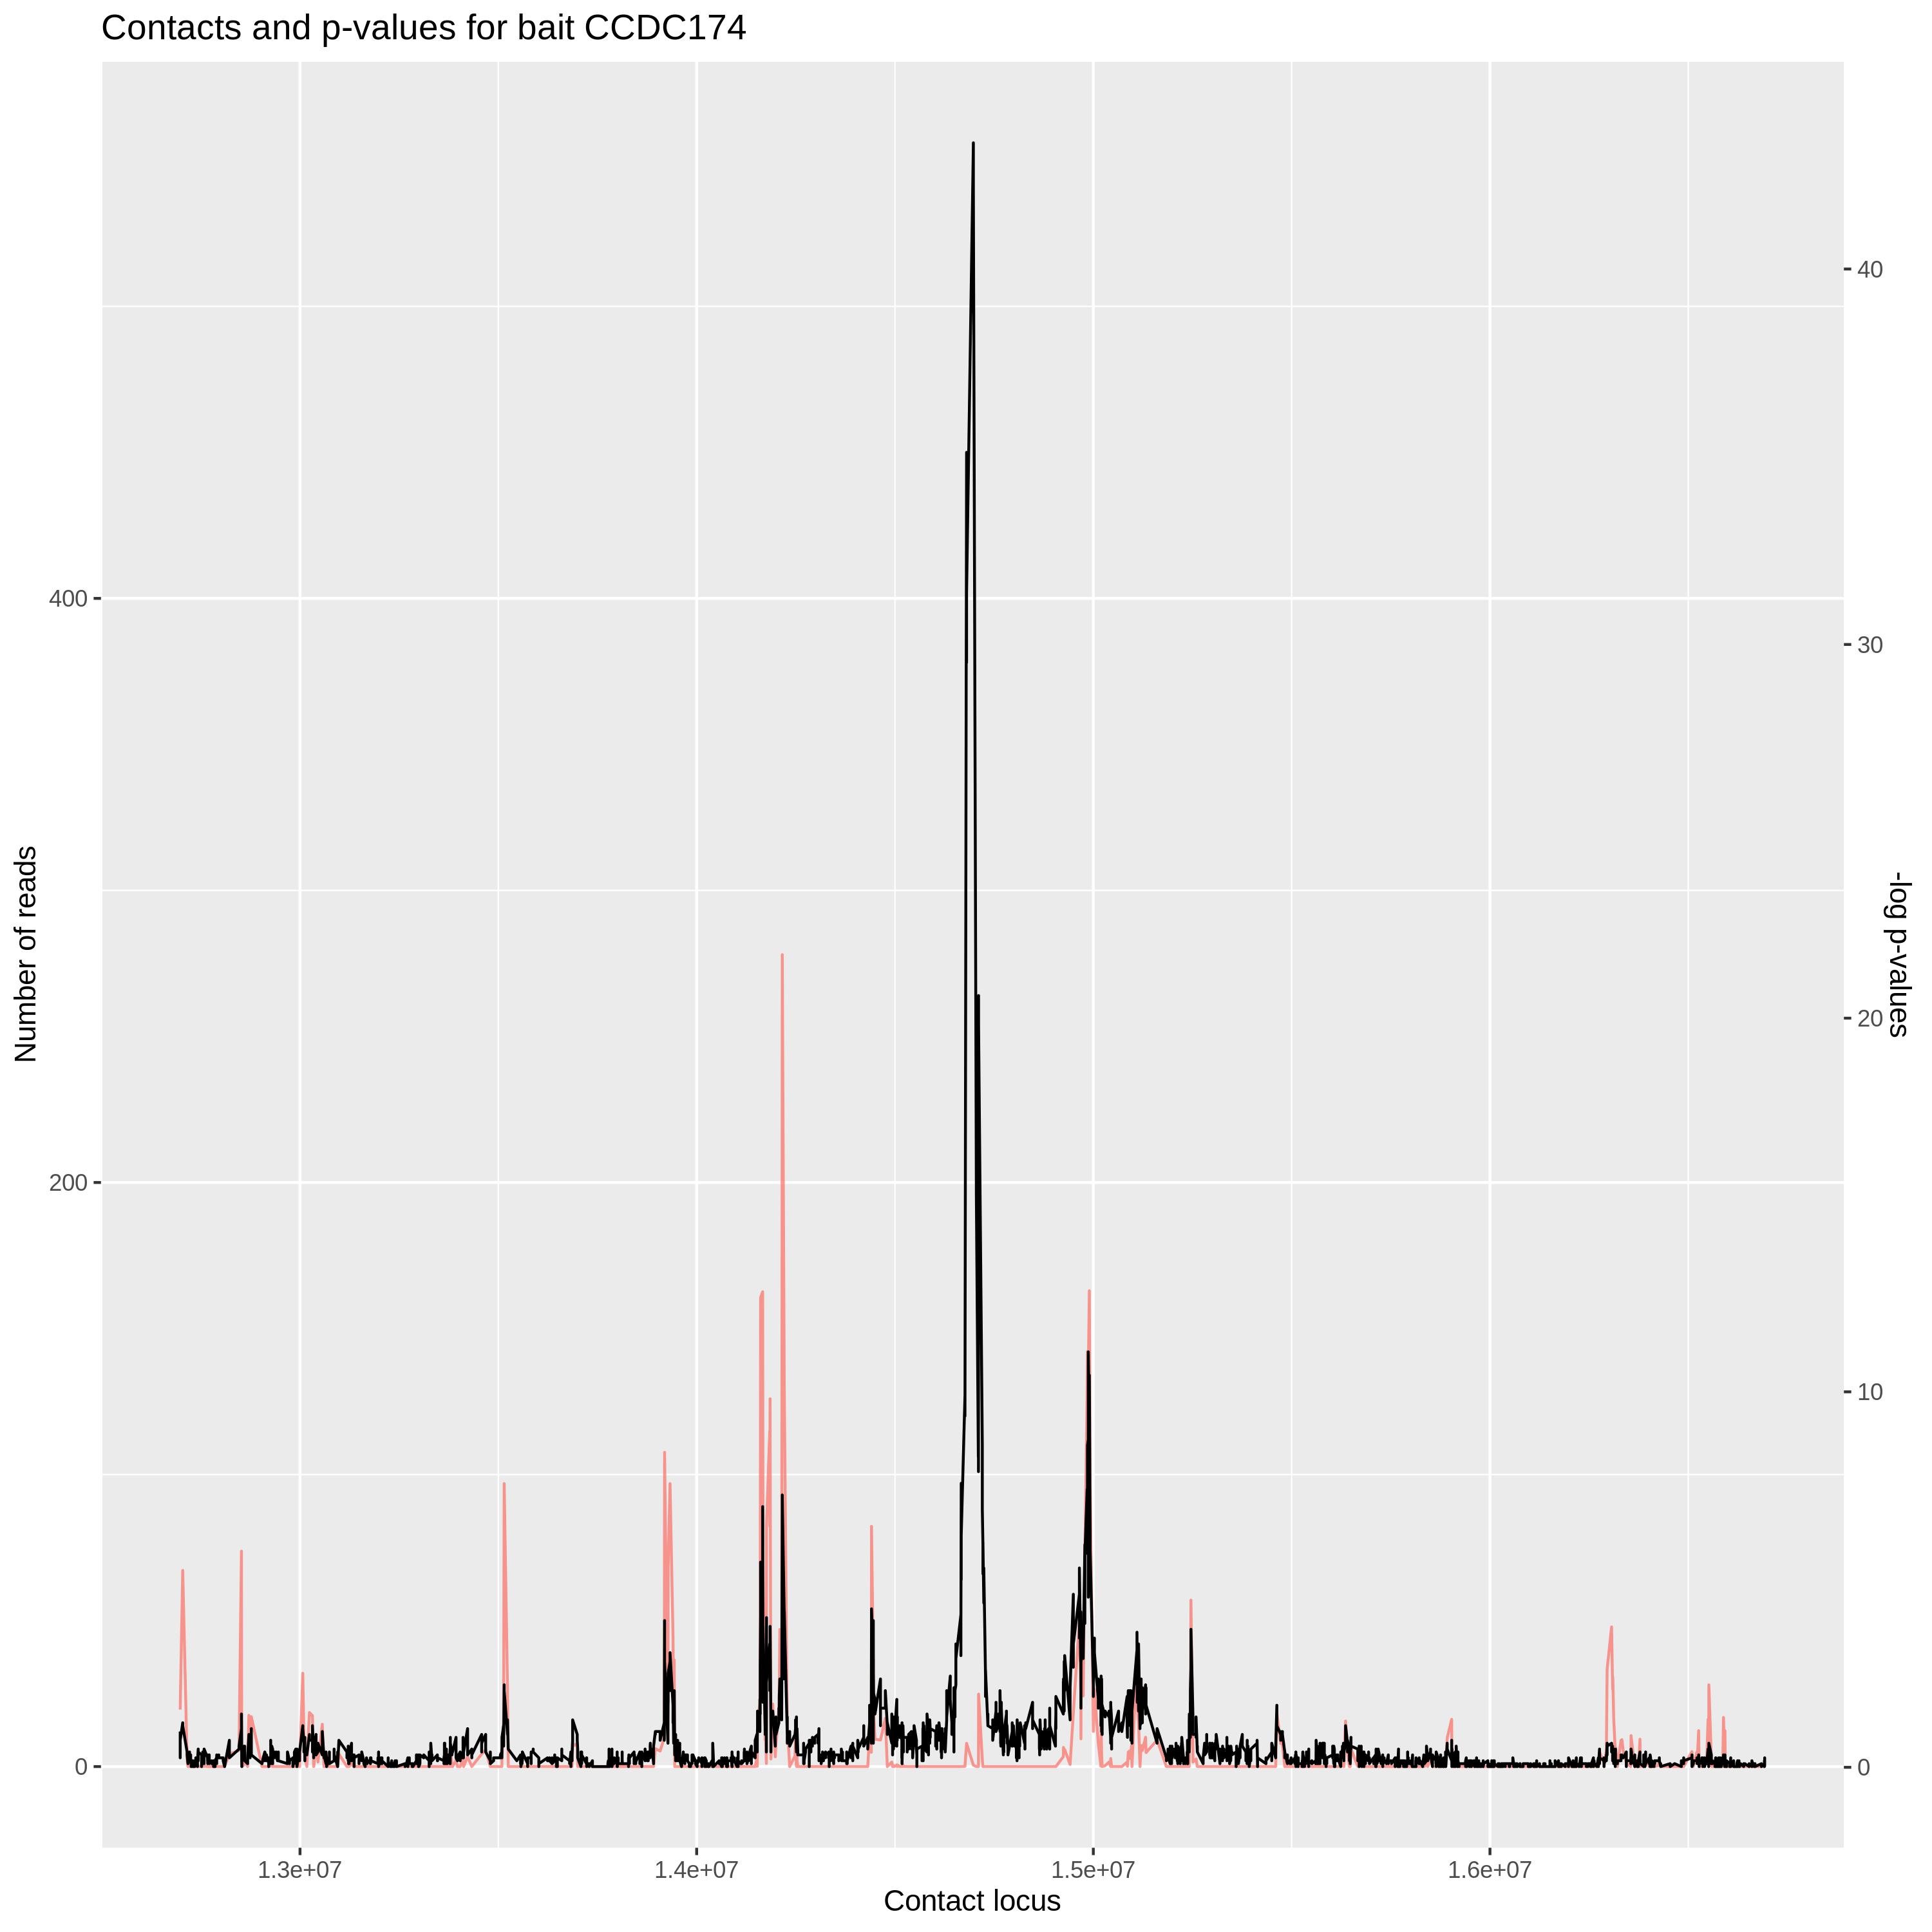 Contacts and p-values for bait CCDC174
Number of reads
400
200
0
-log p-values
40
30
20
10
0
1.3e+07 1.4e+07 1.5e+07 1.6e+07
Contact locus